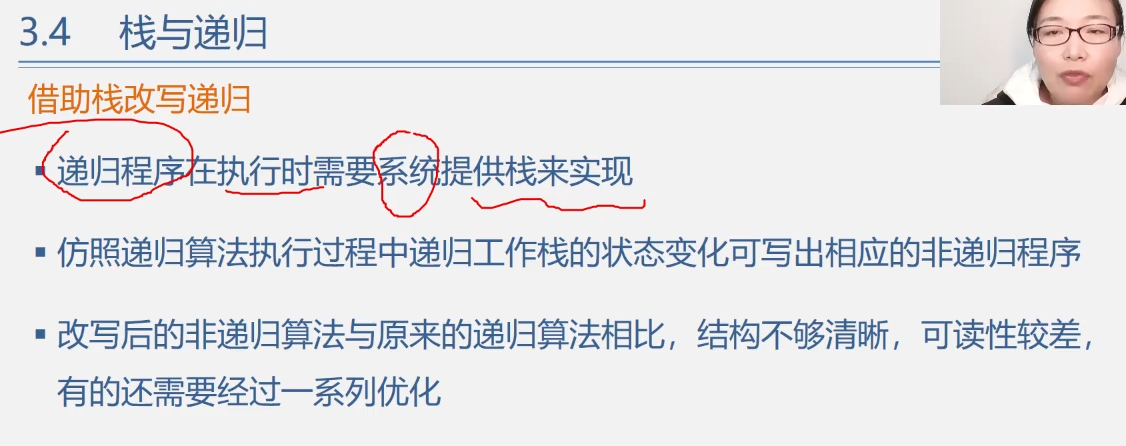 3.4 栈与递归
借助栈改写递归
▪ 递归程序在执行时需要系统提供栈来实现
▪ 仿照递归算法执行过程中递归工作栈的状态变化可写出相应的非递归程序
▪ 改写后的非递归算法与原来的递归算法相比，结构不够清晰，可读性较差，
有的还需要经过一系列优化